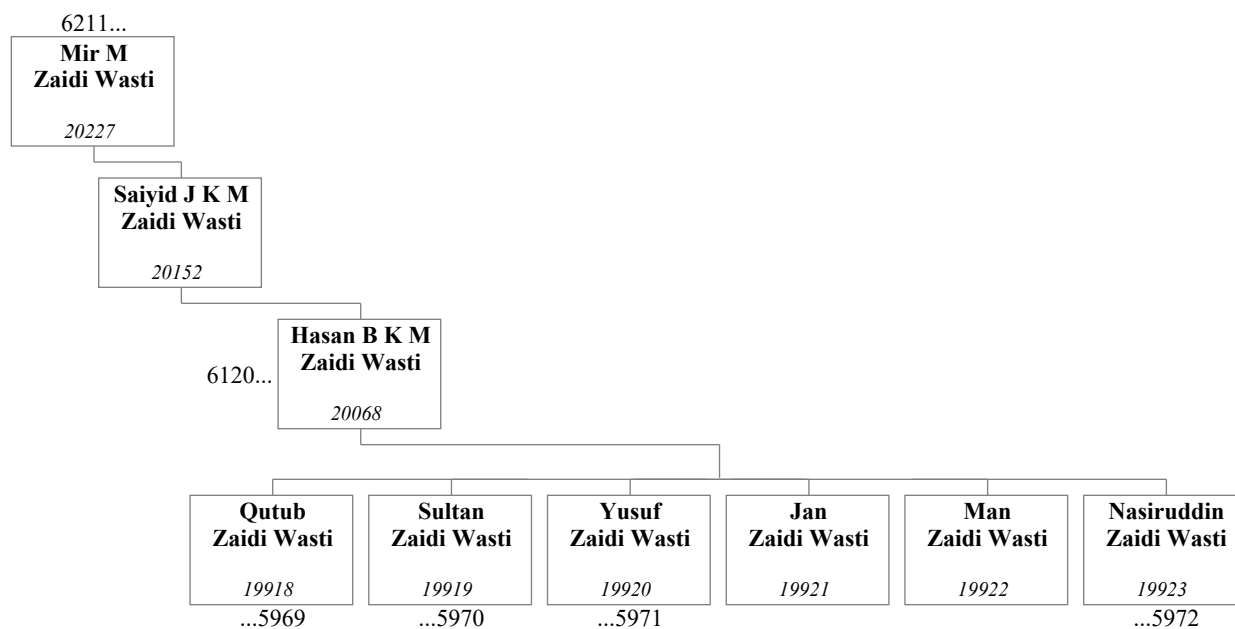 6211...
Mir M
Zaidi Wasti
20227
Saiyid J K M
Zaidi Wasti
20152
Hasan B K M
Zaidi Wasti
6120...
20068
Qutub
Zaidi Wasti
19918
...5969
Sultan
Zaidi Wasti
19919
...5970
Yusuf
Zaidi Wasti
19920
...5971
Jan
Zaidi Wasti
19921
Man
Zaidi Wasti
19922
Nasiruddin
Zaidi Wasti
19923
...5972